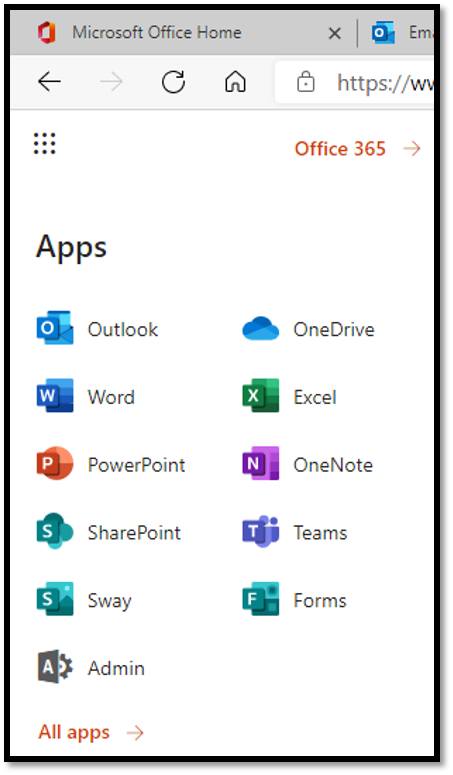 Microsoft Office Home Ema
https://ww
Office 365
Apps
Outlook OneDrive
Word Excel
PowerPoint OneNote
SharePoint Teams
Sway Forms
Admin
All apps